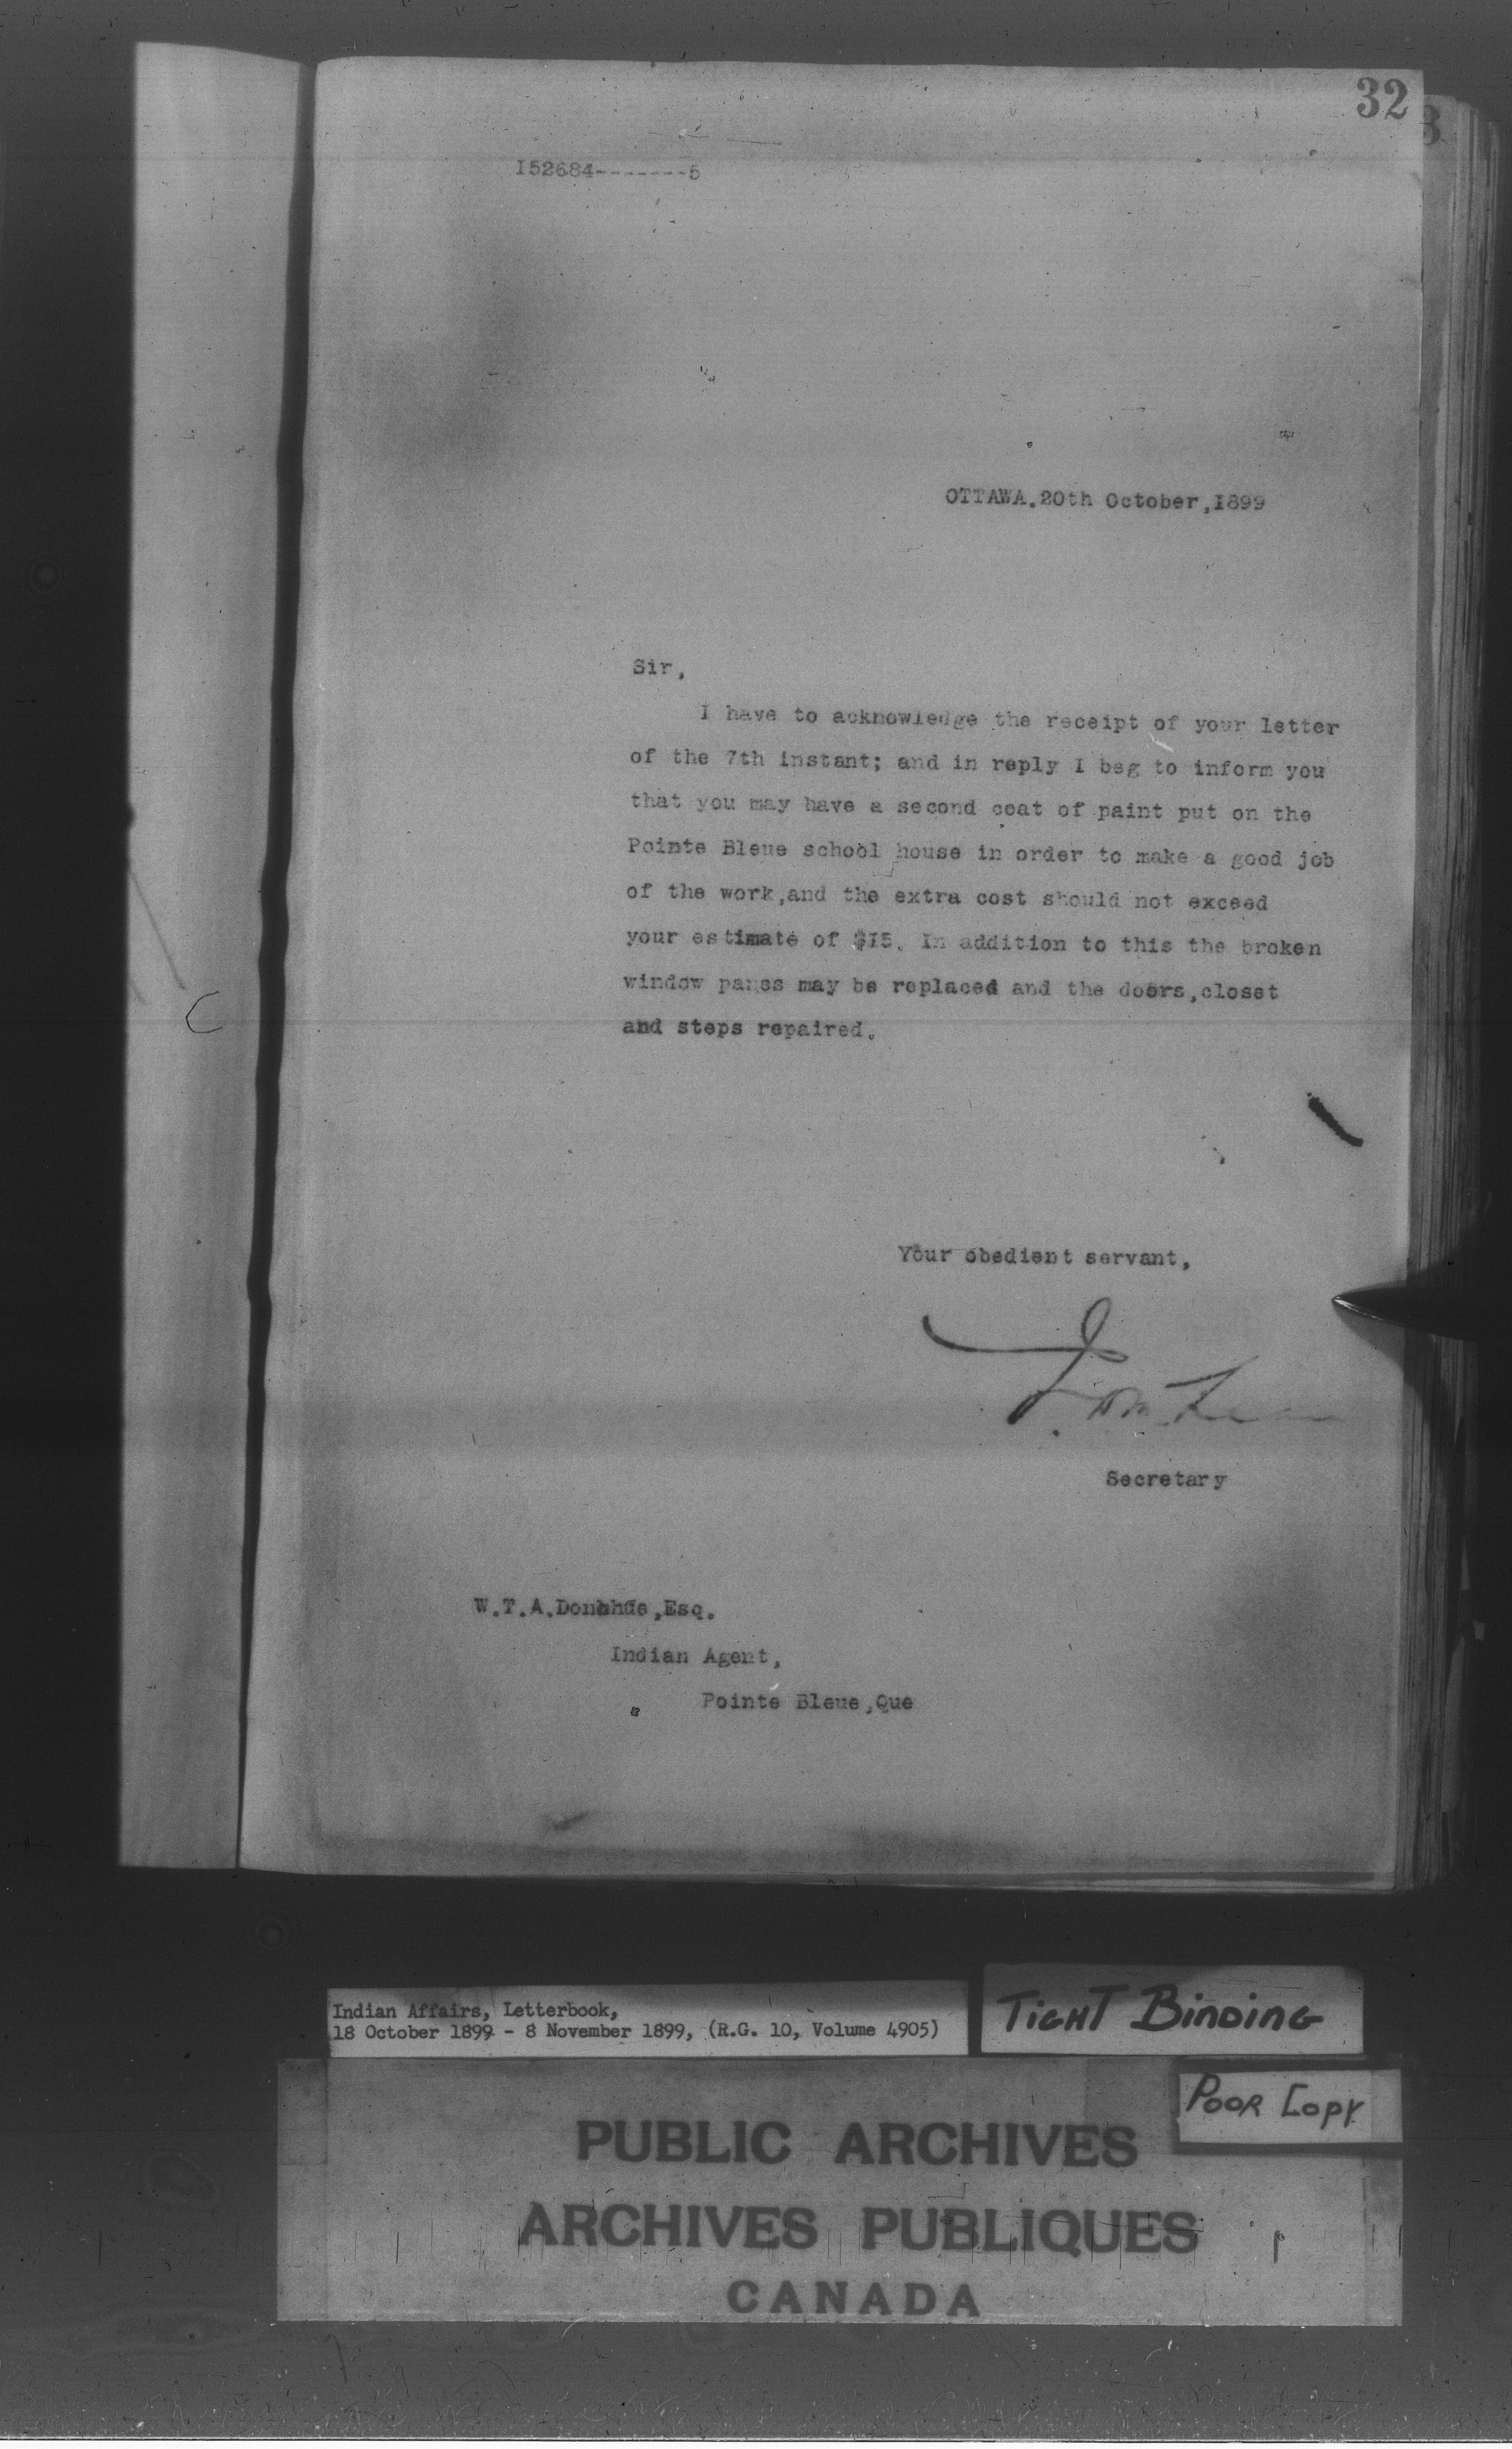 32
I52684-------5
OTTAWA.20th October,I899
Sir,
I have to acknowledge the receipt of your letter
of the 7th instant; and in reply I beg to inform you
that you may have a second coat of paint put on the
Pointe Bleue school house in order to make a good job
of the work,and the extra cost should not exceed
your estimate of $I5. In addition to this the broken
window panes may be replaced and the doors,closet
and steps repaired.
Your obedient servant,
Secretary
W.T.A.Donahue,Esq.
Indian Agent,
Pointe Bleue,Que
Indian Affairs, Letterbook,
18 October 1899 - 8 November 1899, (R.G. 10, Volume 4905)
TIGHT BINDING
POOR COPY
PUBLIC ARCHIVES
ARCHIVES PUBLIQUES
CANADA